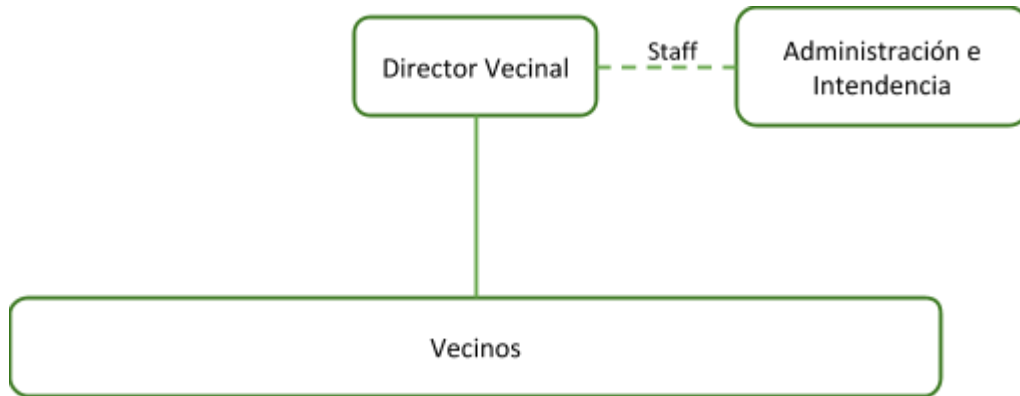 Director Vecinal
Staff
Administración e
Intendencia
Vecinos